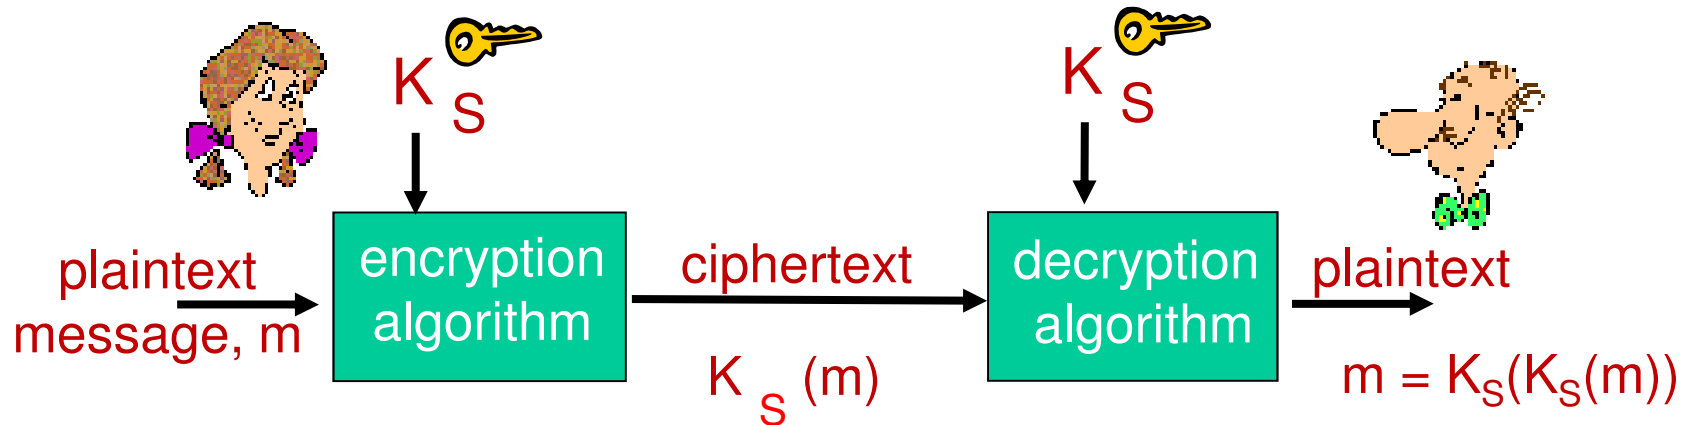 K S
K S
plaintext
message, m
encryption
algorithm
ciphertext
K S (m)
decryption
algorithm
plaintext
m = KS(KS(m))